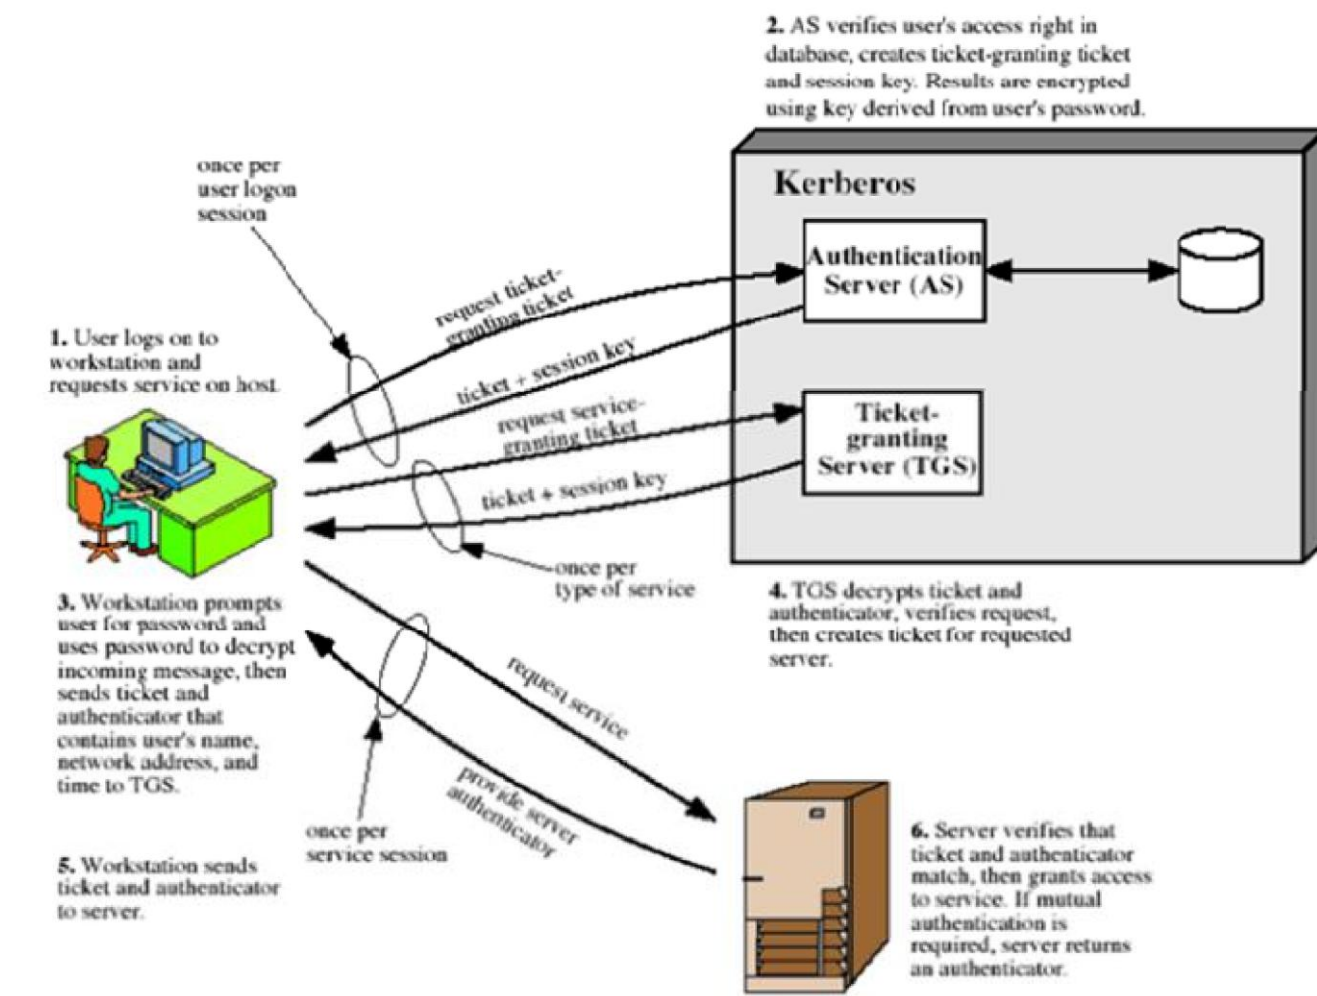 2. AS verifies user's access right in
database, creates ticket-granting ticket
and session key. Results are encrypted
using key derived from user's password.
once per
user logon
session
Kerberos
Authentication
Server (AS)
request ticket-
granting ticket
1. User logs on to
workstation and
requests service on host.
ticket + session key
request service-
granting ticket
Ticket-
granting
Server (TGS)
ticket + session key
once per
type of service
3. Workstation prompts
user for password and
uses password to decrypt
incoming message, then
sends ticket and
authenticator that
contains user's name,
network address, and
time to TGS.
4. TGS decrypts ticket and
authenticator, verifies request,
then creates ticket for requested
server.
request service
provide server
authenticator
once per
service session
5. Workstation sends
ticket and authenticator
to server.
6. Server verifies that
ticket and authenticator
match, then grants access
to service. If mutual
authentication is
required, server returns
an authenticator.